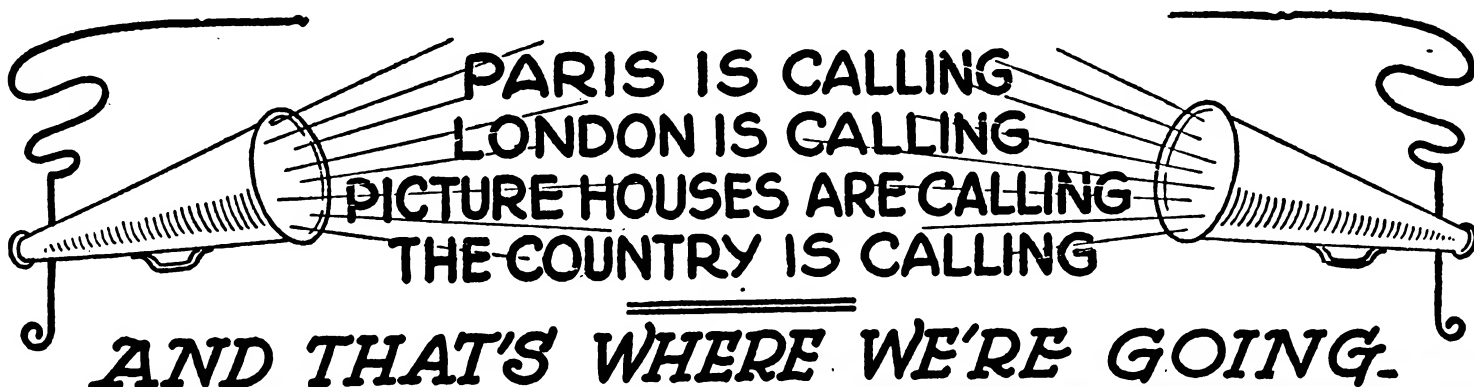 PARIS IS CALLING
LONDON IS CALLING
PICTURE HOUSES ARE CALLING
THE COUNTRY IS CALLING
AND THAT'S WHERE WE'RE GOING-